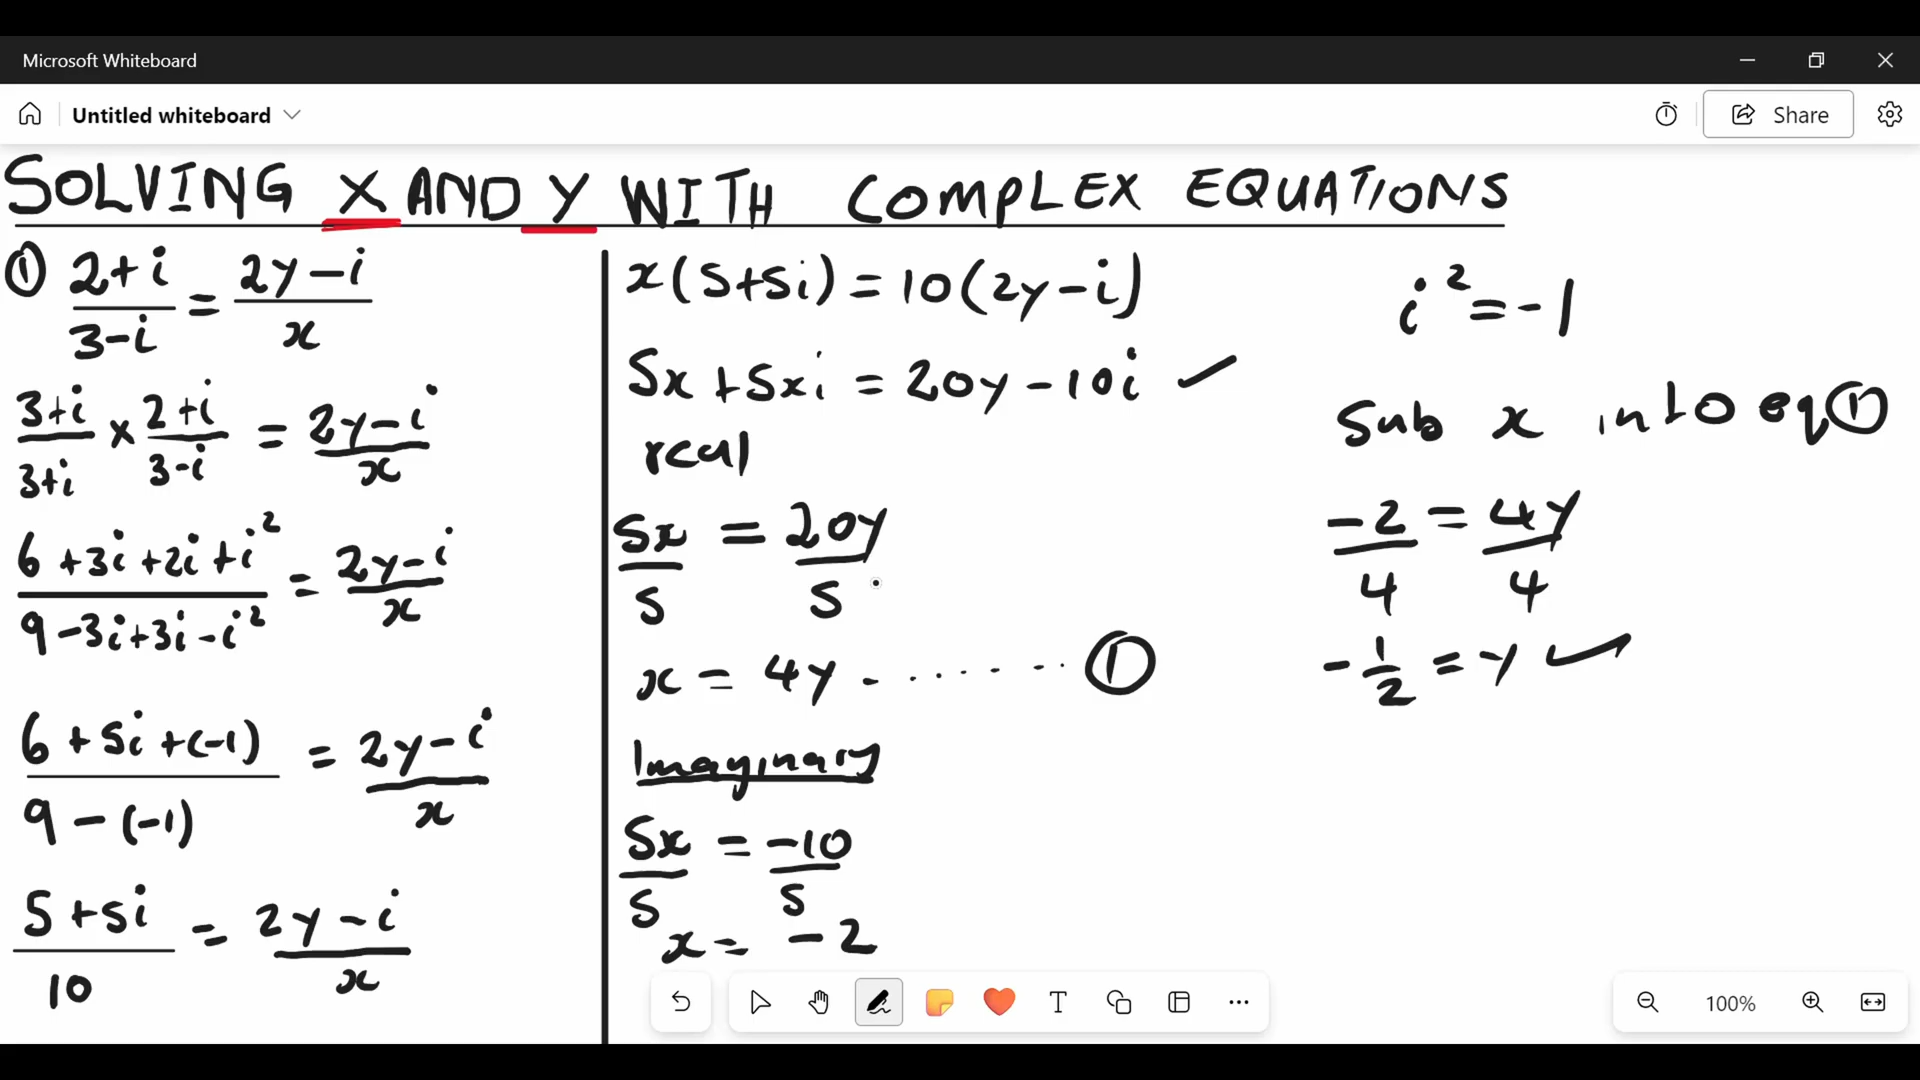 Microsoft Whiteboard
Untitled whiteboard
Share
SOLVING X AND Y WITH COMPLEX EQUATIONS
① (2+i)/(3-i) = (2y-i)/x
(3+i)/(3+i) × (2+i)/(3-i) = (2y-i)/x
(6+3i+2i+i²)/(9-3i+3i-i²) = (2y-i)/x
(6+5i+(-1))/(9-(-1)) = (2y-i)/x
(5+5i)/10 = (2y-i)/x
x(5+5i) = 10(2y-i)
5x+5xi = 20y-10i ✓
real
5x/5 = 20y/5
x = 4y - ...... ①
Imaginary
5x/5 = -10/5
x = -2
i² = -1
Sub x into eq ①
-2/4 = 4y/4
-1/2 = y ✓
T
100%